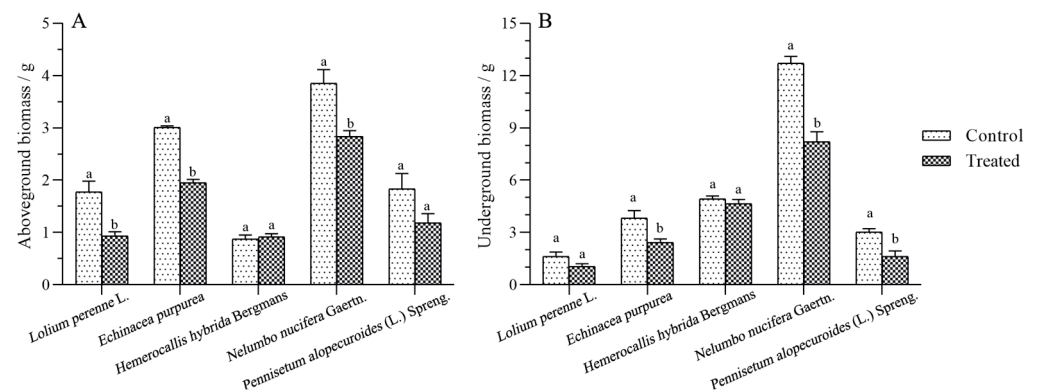 A
Aboveground biomass / g
5
4
3
2
1
0
a
b
a
b
a
a
a
b
a
a
Lolium perenne L.
Echinacea purpurea
Hemerocallis hybrida Bergmans
Nelumbo nucifera Gaertn.
Pennisetum alopecuroides (L.) Spreng.
B
Underground biomass / g
15
12
9
6
3
0
a
a
a
b
a
a
a
b
a
b
Lolium perenne L.
Echinacea purpurea
Hemerocallis hybrida Bergmans
Nelumbo nucifera Gaertn.
Pennisetum alopecuroides (L.) Spreng.
Control
Treated